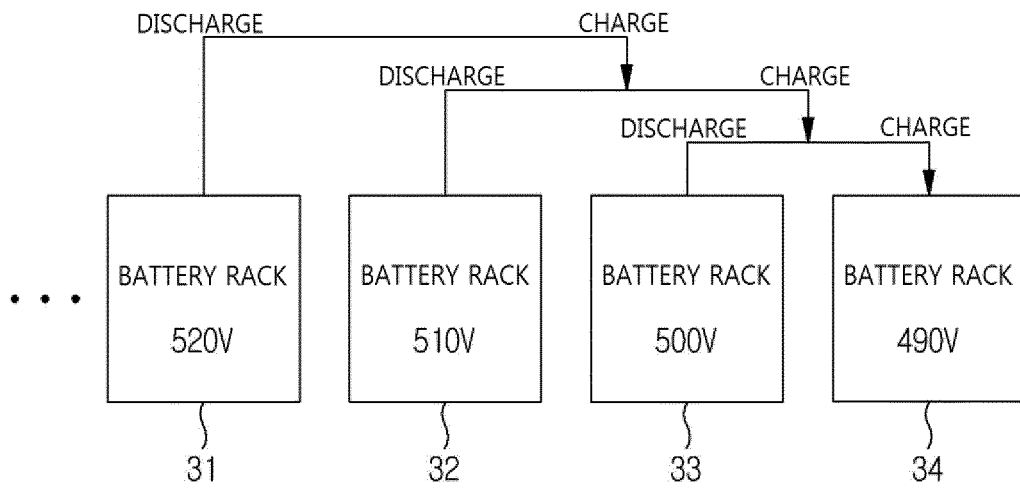 DISCHARGE CHARGE
DISCHARGE CHARGE
DISCHARGE CHARGE
BATTERY RACK BATTERY RACK BATTERY RACK BATTERY RACK
520V 510V 500V 490V
31 32 33 34